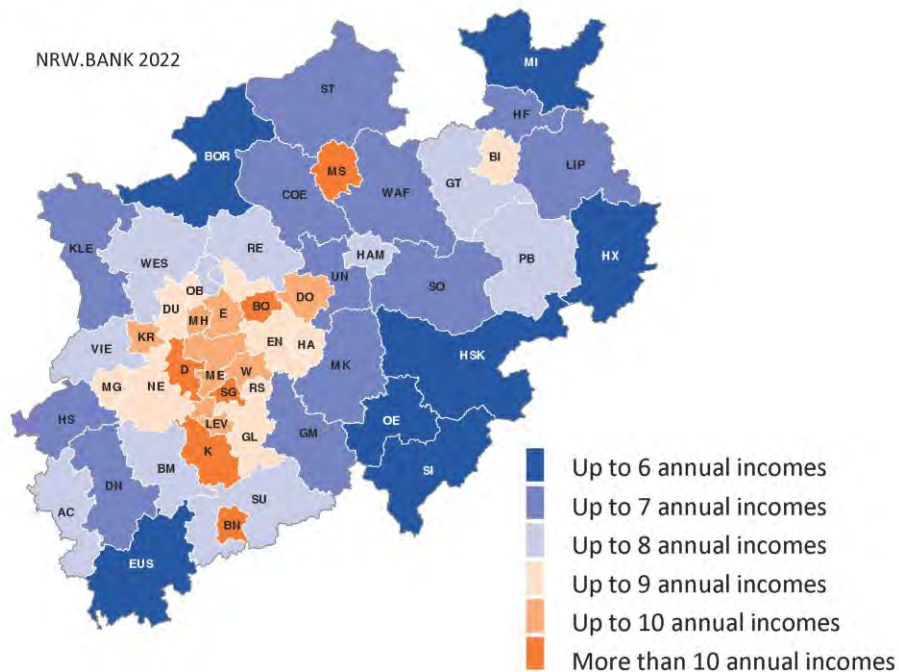 NRW.BANK 2022
MI
ST
HF
BOR
MS
BI
LIP
COE
WAF
GT
KLE
RE
HAM
PB
HX
WES
UN
SO
OB
DU
MH
E
BO
DO
KR
EN
HA
VIE
D
ME
W
MK
HSK
MG
NE
SG
RS
HS
LEV
GL
GM
OE
K
BM
SI
DN
SU
AC
BN
EUS
Up to 6 annual incomes
Up to 7 annual incomes
Up to 8 annual incomes
Up to 9 annual incomes
Up to 10 annual incomes
More than 10 annual incomes